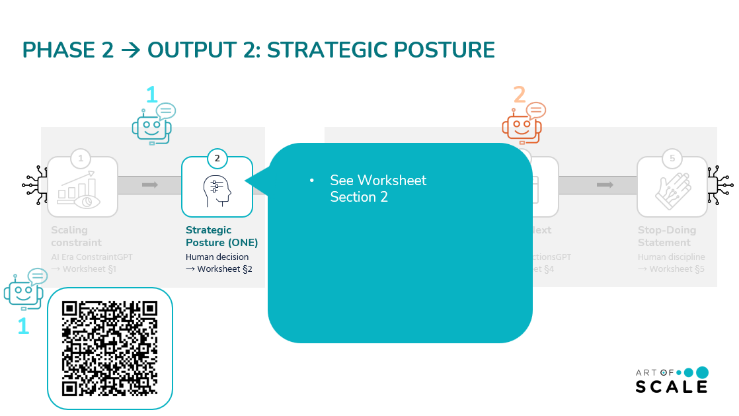 PHASE 2 → OUTPUT 2: STRATEGIC POSTURE
1
2
1
2
5
• See Worksheet
Section 2
Scaling
constraint
AI Era ConstraintGPT
→ Worksheet §1
Strategic
Posture (ONE)
Human decision
→ Worksheet §2
ctionsGPT
et §4
Stop-Doing
Statement
Human discipline
→ Worksheet §5
1
ART OF
SCALE